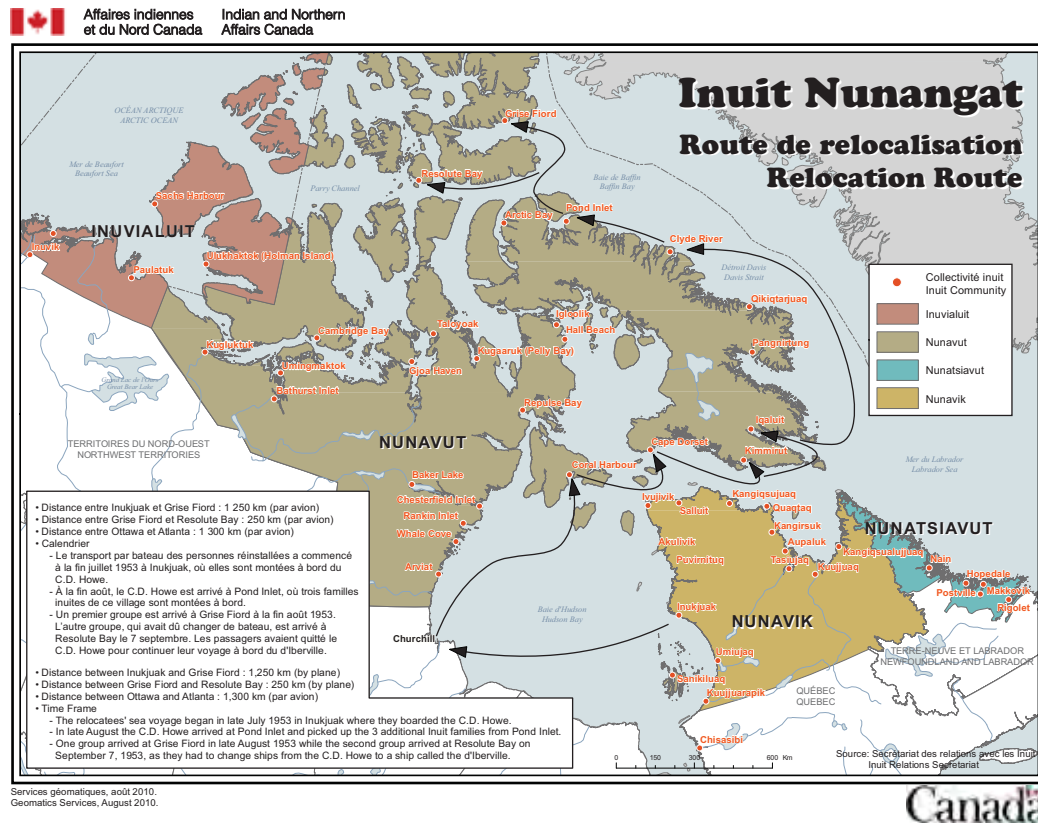 Affaires indiennes
et du Nord Canada
Indian and Northern
Affairs Canada
Inuit Nunangat
Route de relocalisation
Relocation Route
OCÉAN ARCTIQUE
ARCTIC OCEAN
Mer de Beaufort
Beaufort Sea
Parry Channel
Baie de Baffin
Baffin Bay
Détroit Davis
Davis Strait
Grise Fiord
Resolute Bay
Sachs Harbour
INUVIALUIT
Inuvik
Ulukhaktok (Holman Island)
Paulatuk
Arctic Bay
Pond Inlet
Clyde River
Qikiqtarjuaq
Pangnirtung
Collectivité inuit
Inuit Community
Inuvialuit
Nunavut
Nunatsiavut
Nunavik
Igloolik
Hall Beach
Taloyoak
Cambridge Bay
Kugluktuk
Umingmaktok
Bathurst Inlet
Gjoa Haven
Kugaaruk (Pelly Bay)
Repulse Bay
Grand Lac de l'Ours
Great Bear Lake
TERRITOIRES DU NORD-OUEST
NORTHWEST TERRITORIES
NUNAVUT
Iqaluit
Kimmirut
Cape Dorset
Coral Harbour
Mer du Labrador
Labrador Sea
Baker Lake
Chesterfield Inlet
Rankin Inlet
Whale Cove
Arviat
Churchill
Baie d'Hudson
Hudson Bay
Ivujivik
Salluit
Kangiqsujuaq
Quaqtaq
Kangirsuk
Aupaluk
Tasiujaq
Kuujjuaq
Kangiqsualujjuaq
Akulivik
Puvirnituq
Inukjuak
NUNAVIK
Umiujaq
Sanikiluaq
Kuujjuarapik
Chisasibi
NUNATSIAVUT
Nain
Hopedale
Postville
Makkovik
Rigolet
TERRE-NEUVE ET LABRADOR
NEWFOUNDLAND AND LABRADOR
QUÉBEC
QUEBEC
• Distance entre Inukjuak et Grise Fiord : 1 250 km (par avion)
• Distance entre Grise Fiord et Resolute Bay : 250 km (par avion)
• Distance entre Ottawa et Atlanta : 1 300 km (par avion)
• Calendrier
- Le transport par bateau des personnes réinstallées a commencé
à la fin juillet 1953 à Inukjuak, où elles sont montées à bord du
C.D. Howe.
- À la fin août, le C.D. Howe est arrivé à Pond Inlet, où trois familles
inuites de ce village sont montées à bord.
- Un premier groupe est arrivé à Grise Fiord à la fin août 1953.
L'autre groupe, qui avait dû changer de bateau, est arrivé à
Resolute Bay le 7 septembre. Les passagers avaient quitté le
C.D. Howe pour continuer leur voyage à bord du d'Iberville.
• Distance between Inukjuak and Grise Fiord : 1,250 km (by plane)
• Distance between Grise Fiord and Resolute Bay : 250 km (by plane)
• Distance between Ottawa and Atlanta : 1,300 km (par avion)
• Time Frame
- The relocatees' sea voyage began in late July 1953 in Inukjuak where they boarded the C.D. Howe.
- In late August the C.D. Howe arrived at Pond Inlet and picked up the 3 additional Inuit families from Pond Inlet.
- One group arrived at Grise Fiord in late August 1953 while the second group arrived at Resolute Bay on
September 7, 1953, as they had to change ships from the C.D. Howe to a ship called the d'Iberville.
0 150 300 600 Km
Source: Secrétariat des relations avec les Inuit
Inuit Relations Secretariat
Services géomatiques, août 2010.
Geomatics Services, August 2010.
Canada